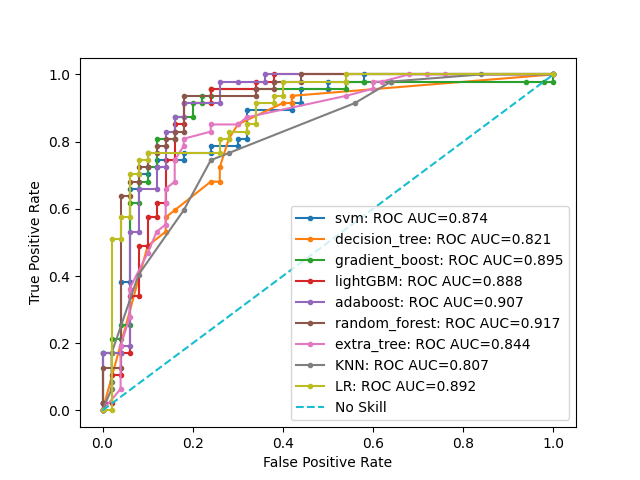 1.0
0.8
0.6
0.4
0.2
0.0
True Positive Rate
svm: ROC AUC=0.874
decision_tree: ROC AUC=0.821
gradient_boost: ROC AUC=0.895
lightGBM: ROC AUC=0.888
adaboost: ROC AUC=0.907
random_forest: ROC AUC=0.917
extra_tree: ROC AUC=0.844
KNN: ROC AUC=0.807
LR: ROC AUC=0.892
No Skill
0.0 0.2 0.4 0.6 0.8 1.0
False Positive Rate